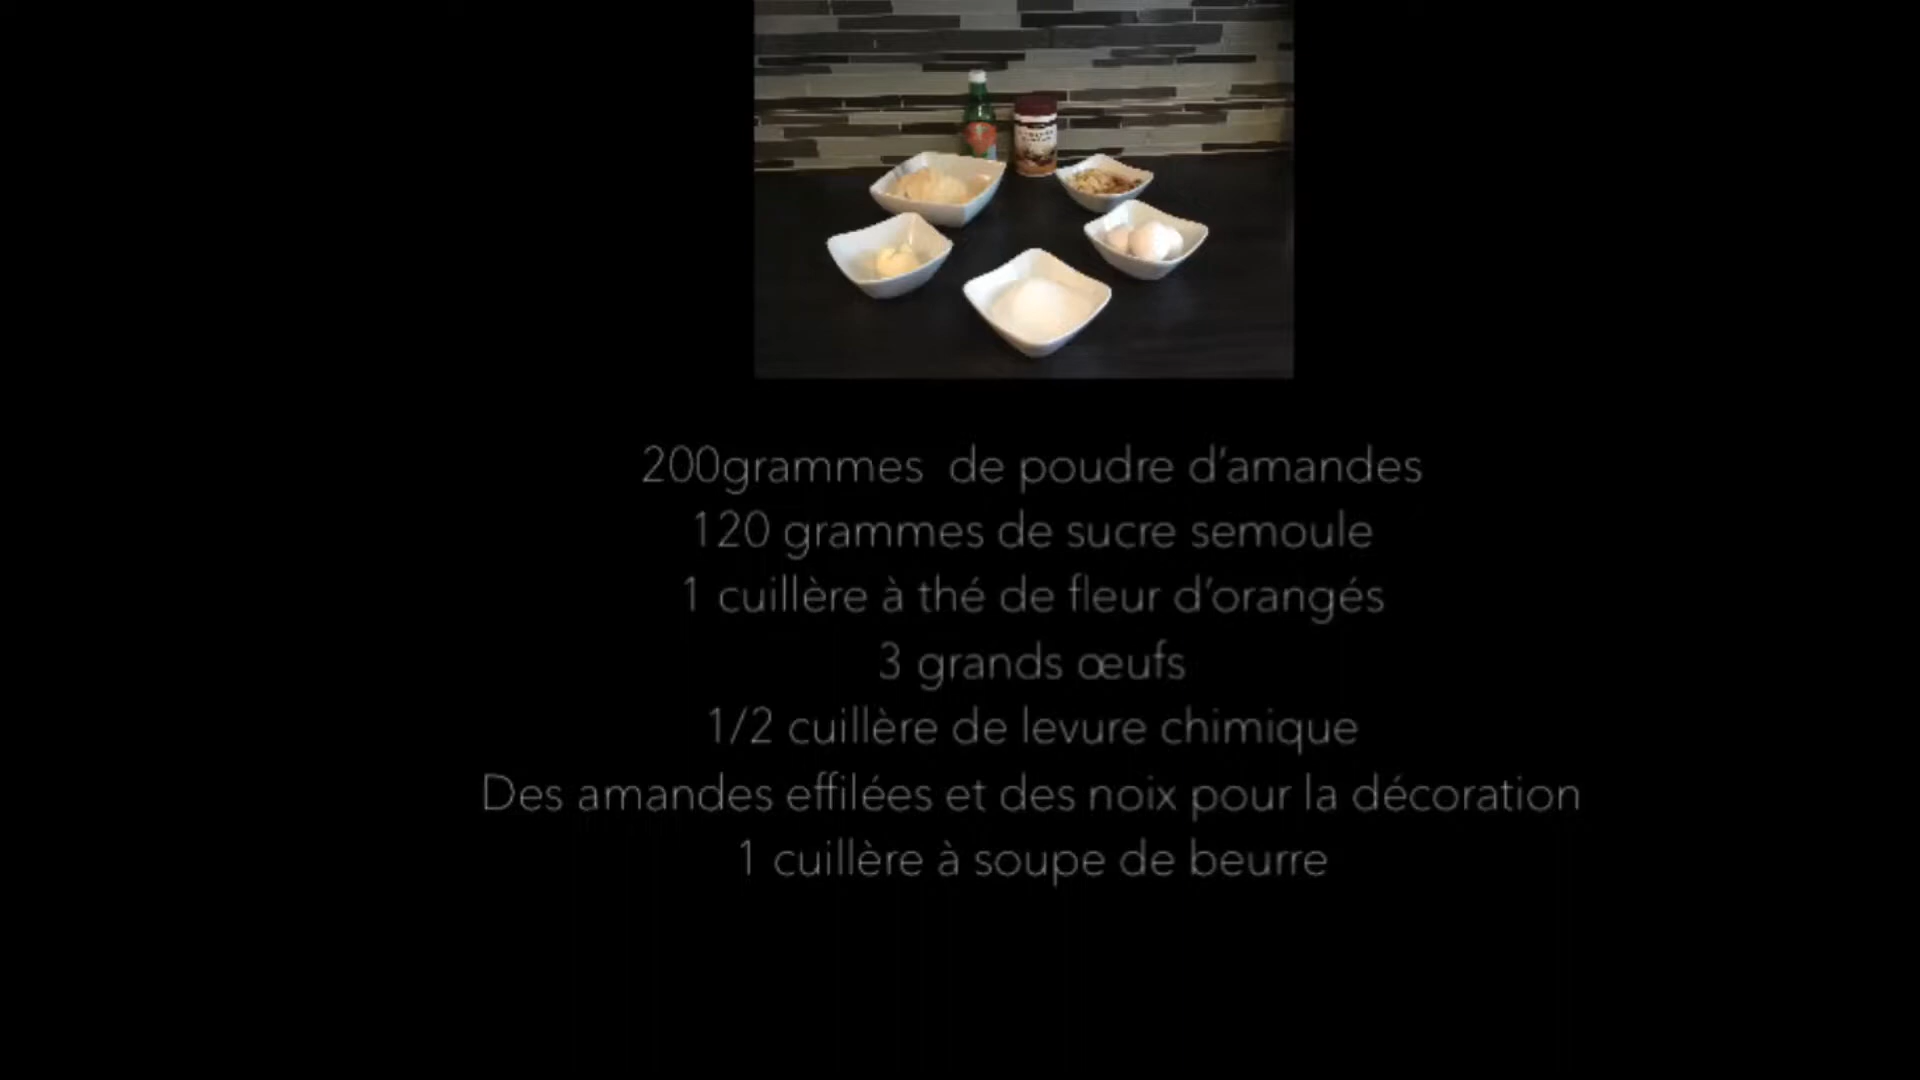 200grammes de poudre d'amandes
120 grammes de sucre semoule
1 cuillère à thé de fleur d'orangés
3 grands œufs
1/2 cuillère de levure chimique
Des amandes effilées et des noix pour la décoration
1 cuillère à soupe de beurre